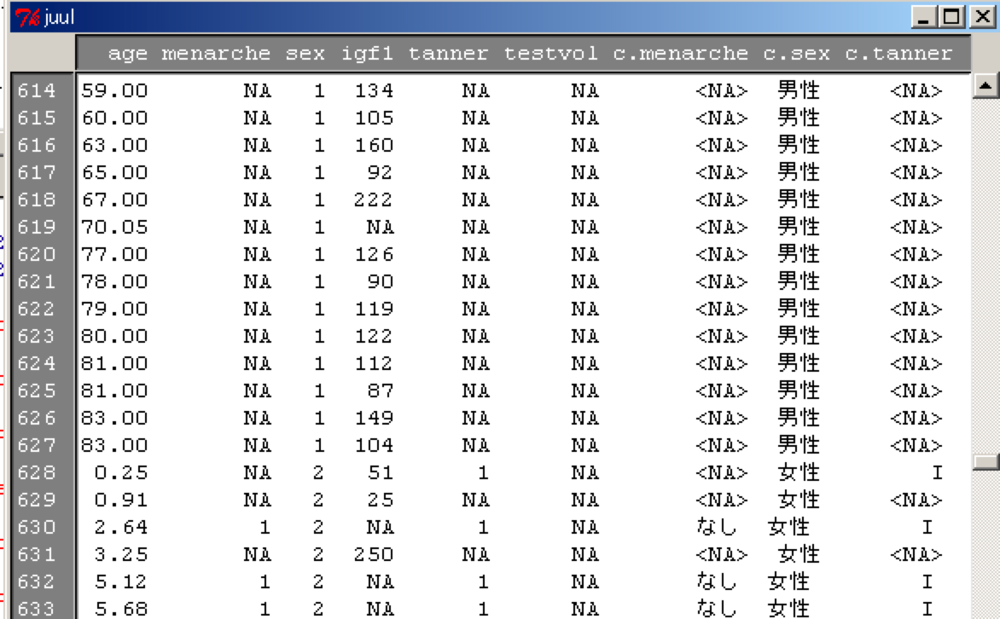 juul
age menarche sex igf1 tanner testvol c.menarche c.sex c.tanner
614 59.00 NA 1 134 NA NA <NA> 男性 <NA>
615 60.00 NA 1 105 NA NA <NA> 男性 <NA>
616 63.00 NA 1 160 NA NA <NA> 男性 <NA>
617 65.00 NA 1 92 NA NA <NA> 男性 <NA>
618 67.00 NA 1 222 NA NA <NA> 男性 <NA>
619 70.05 NA 1 NA NA NA <NA> 男性 <NA>
620 77.00 NA 1 126 NA NA <NA> 男性 <NA>
621 78.00 NA 1 90 NA NA <NA> 男性 <NA>
622 79.00 NA 1 119 NA NA <NA> 男性 <NA>
623 80.00 NA 1 122 NA NA <NA> 男性 <NA>
624 81.00 NA 1 112 NA NA <NA> 男性 <NA>
625 81.00 NA 1 87 NA NA <NA> 男性 <NA>
626 83.00 NA 1 149 NA NA <NA> 男性 <NA>
627 83.00 NA 1 104 NA NA <NA> 男性 <NA>
628 0.25 NA 2 51 1 NA <NA> 女性 I
629 0.91 NA 2 25 NA NA <NA> 女性 <NA>
630 2.64 1 2 NA 1 NA なし 女性 I
631 3.25 NA 2 250 NA NA <NA> 女性 <NA>
632 5.12 1 2 NA 1 NA なし 女性 I
633 5.68 1 2 NA 1 NA なし 女性 I